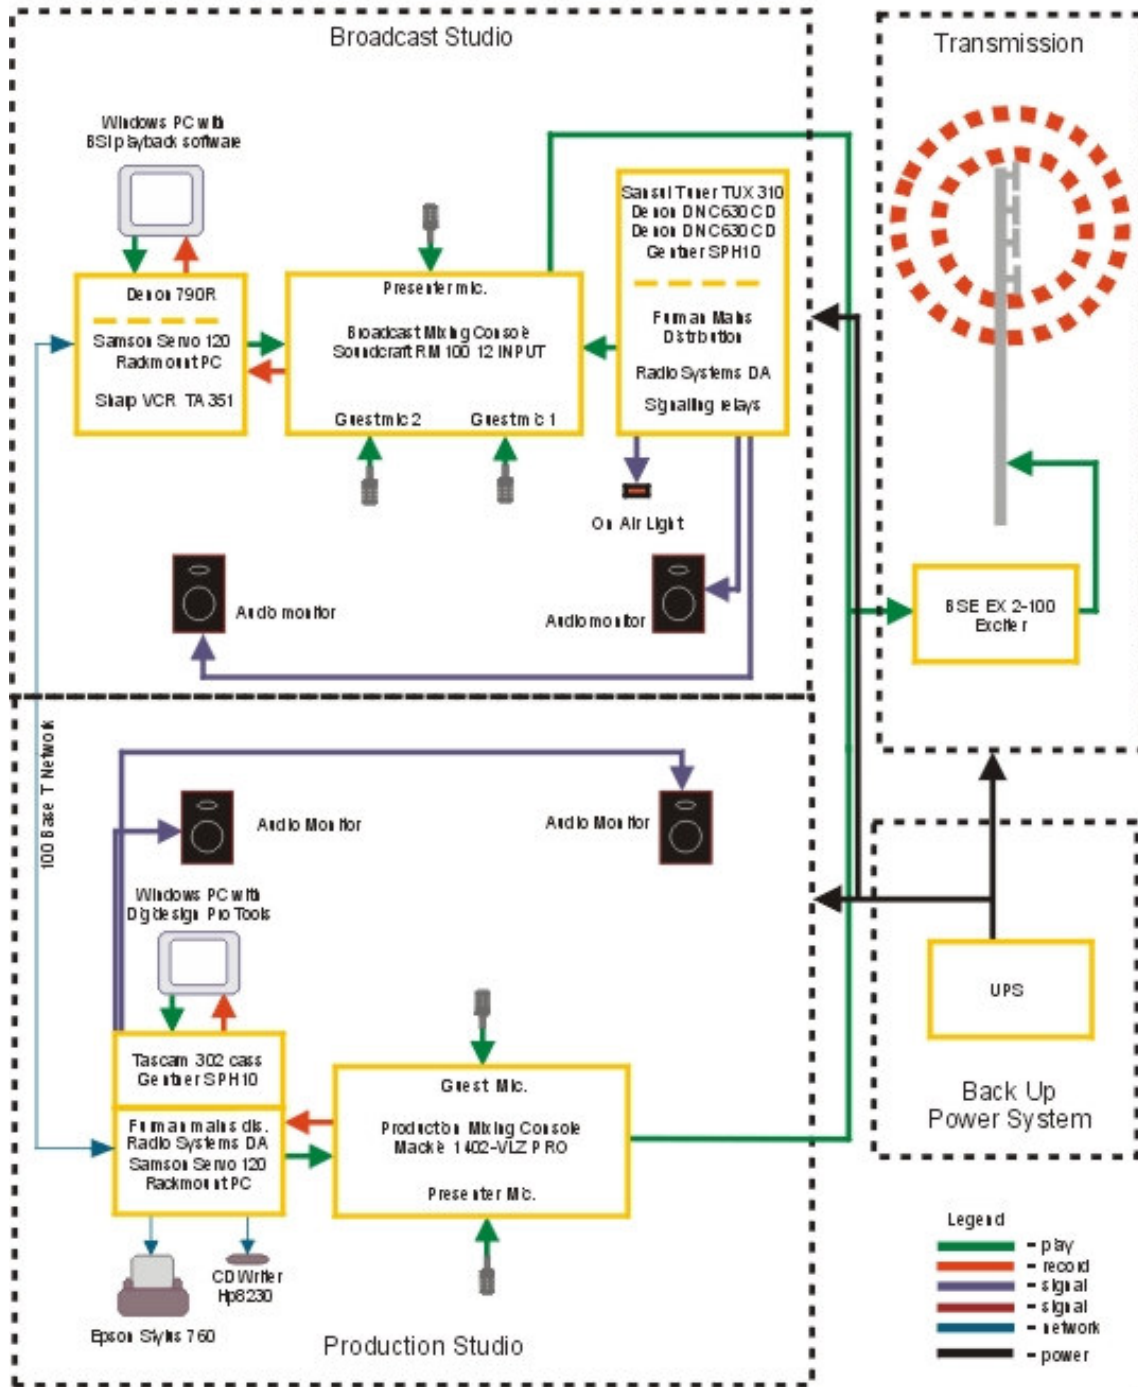 Broadcast Studio
Transmission
Windows PC with
BSI playback software
Sansui Tuner TUX 310
Denon DNC630 CD
Denon DNC630 CD
Gentner SPH10
Furman Mains
Distribution
Radio Systems DA
Signalling relays
Denon 790R
Samson Servo 120
Rackmount PC
Sharp VCR TA 351
Presenter mic.
Broadcast Mixing Console
Soundcraft RM 100 12 INPUT
Guest mic 2
Guest mic 1
On Air Light
Audio monitor
Audio monitor
BSE EX 2-100
Exciter
100 Base T Network
Audio Monitor
Audio Monitor
Windows PC with
Digidesign Pro Tools
Tascam 302 cass
Gentner SPH10
Furman mains dis.
Radio Systems DA
Samson Servo 120
Rackmount PC
Guest Mic.
Production Mixing Console
Mackie 1402-VLZ PRO
Presenter Mic.
UPS
Back Up
Power System
CD Writer
Hp8230
Epson Stylus 760
Production Studio
Legend
- play
- record
- signal
- signal
- network
- power